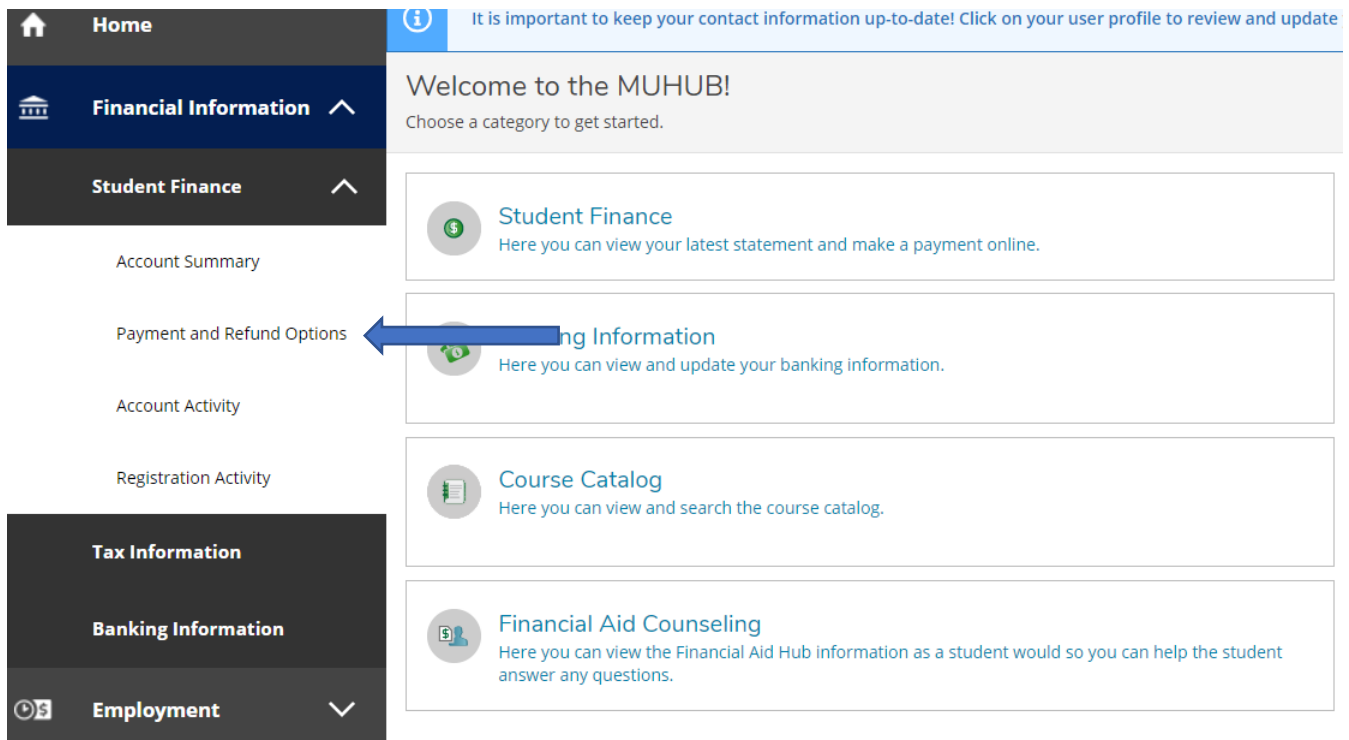 Home
Financial Information
Student Finance
Account Summary
Payment and Refund Options
Account Activity
Registration Activity
Tax Information
Banking Information
Employment
It is important to keep your contact information up-to-date! Click on your user profile to review and update
Welcome to the MUHUB!
Choose a category to get started.
Student Finance
Here you can view your latest statement and make a payment online.
Information
Here you can view and update your banking information.
Course Catalog
Here you can view and search the course catalog.
Financial Aid Counseling
Here you can view the Financial Aid Hub information as a student would so you can help the student
answer any questions.